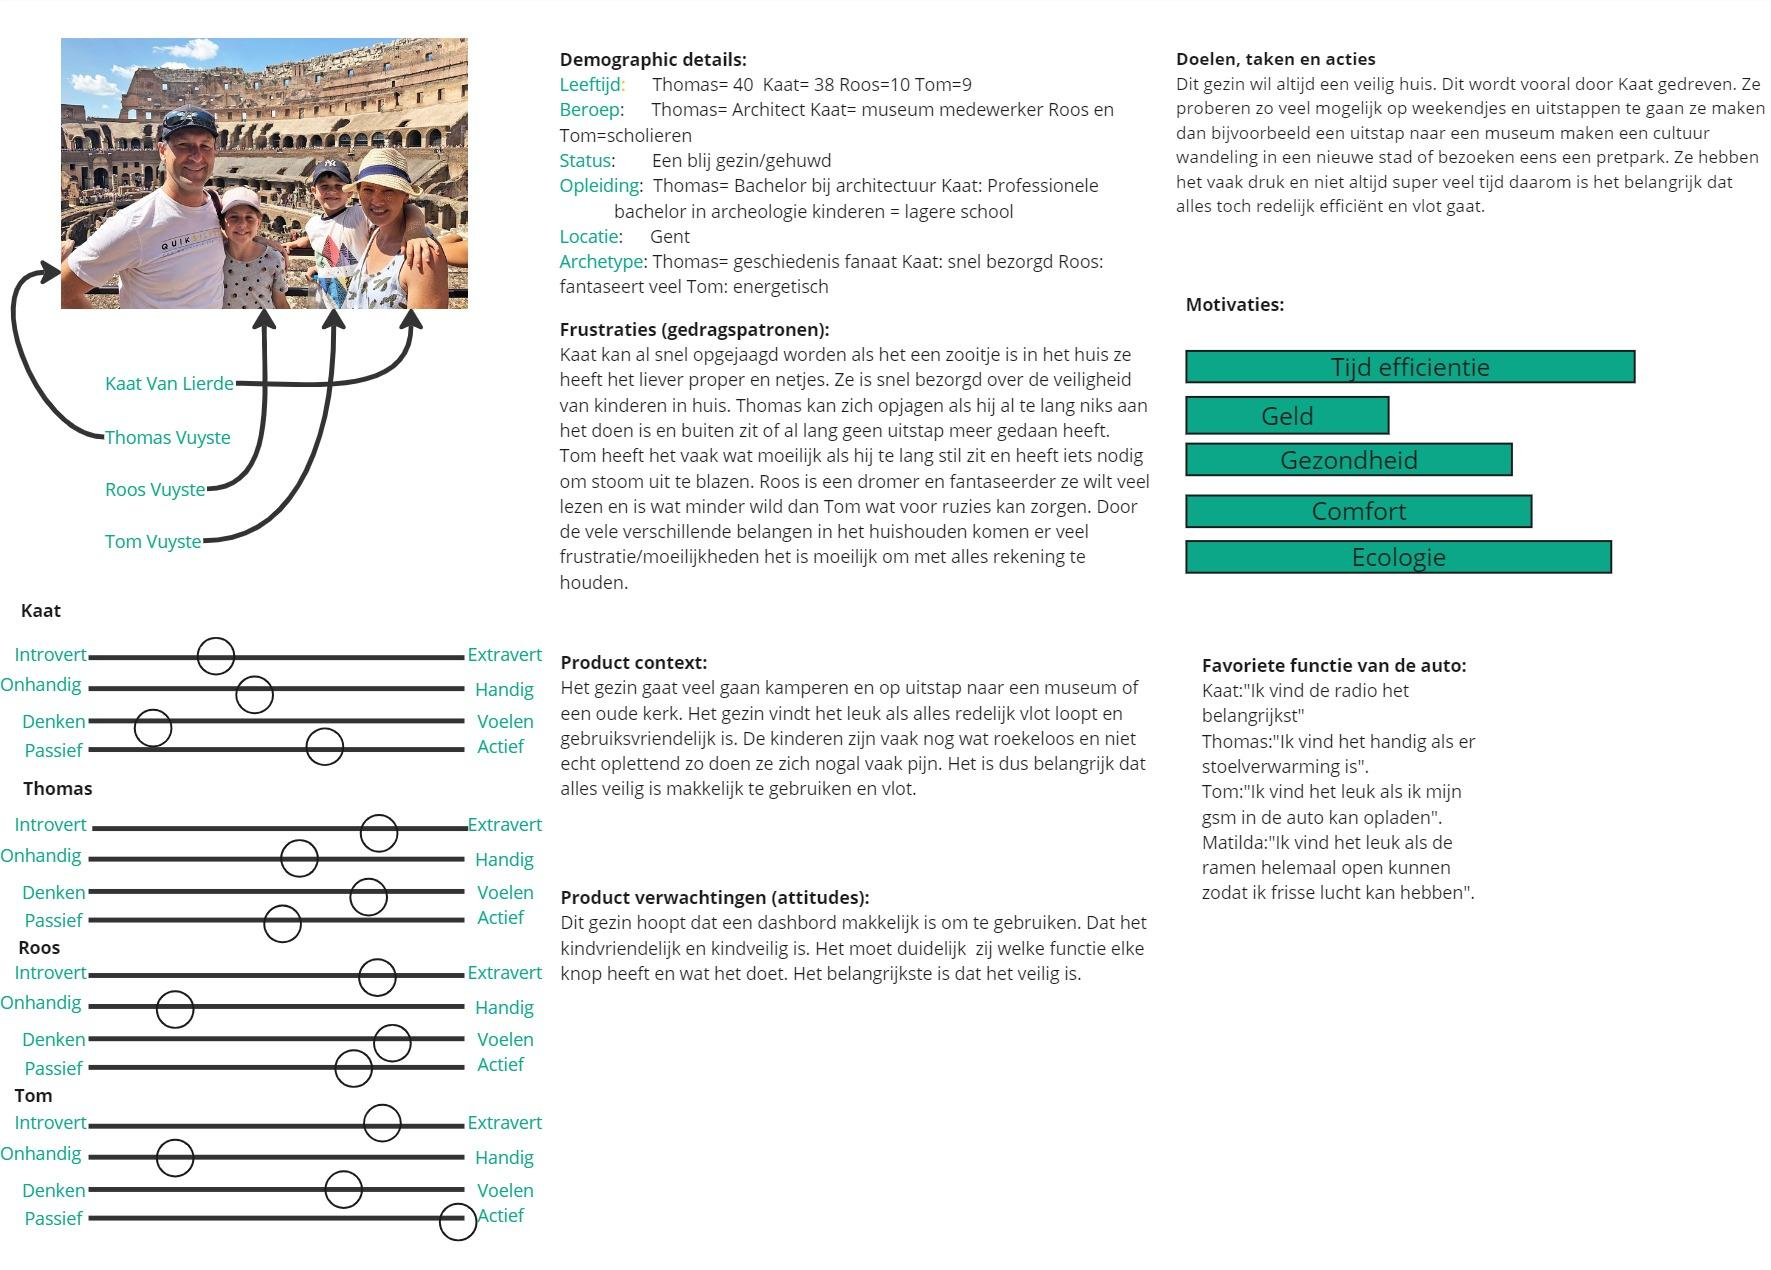 QUIK
NY
Kaat Van Lierde
Thomas Vuyste
Roos Vuyste
Tom Vuyste
Kaat
Introvert Extravert
Onhandig Handig
Denken Voelen
Passief Actief
Thomas
Introvert Extravert
Onhandig Handig
Denken Voelen
Passief Actief
Roos
Introvert Extravert
Onhandig Handig
Denken Voelen
Passief Actief
Tom
Introvert Extravert
Onhandig Handig
Denken Voelen
Passief Actief
Demographic details:
Leeftijd: Thomas= 40 Kaat= 38 Roos=10 Tom=9
Beroep: Thomas= Architect Kaat= museum medewerker Roos en
Tom=scholieren
Status: Een blij gezin/gehuwd
Opleiding: Thomas= Bachelor bij architectuur Kaat: Professionele
bachelor in archeologie kinderen = lagere school
Locatie: Gent
Archetype: Thomas= geschiedenis fanaat Kaat: snel bezorgd Roos:
fantaseert veel Tom: energetisch
Frustraties (gedragspatronen):
Kaat kan al snel opgejaagd worden als het een zooitje is in het huis ze
heeft het liever proper en netjes. Ze is snel bezorgd over de veiligheid
van kinderen in huis. Thomas kan zich opjagen als hij al te lang niks aan
het doen is en buiten zit of al lang geen uitstap meer gedaan heeft.
Tom heeft het vaak wat moeilijk als hij te lang stil zit en heeft iets nodig
om stoom uit te blazen. Roos is een dromer en fantaseerder ze wilt veel
lezen en is wat minder wild dan Tom wat voor ruzies kan zorgen. Door
de vele verschillende belangen in het huishouden komen er veel
frustratie/moeilijkheden het is moeilijk om met alles rekening te
houden.
Product context:
Het gezin gaat veel gaan kamperen en op uitstap naar een museum of
een oude kerk. Het gezin vindt het leuk als alles redelijk vlot loopt en
gebruiksvriendelijk is. De kinderen zijn vaak nog wat roekeloos en niet
echt oplettend zo doen ze zich nogal vaak pijn. Het is dus belangrijk dat
alles veilig is makkelijk te gebruiken en vlot.
Product verwachtingen (attitudes):
Dit gezin hoopt dat een dashbord makkelijk is om te gebruiken. Dat het
kindvriendelijk en kindveilig is. Het moet duidelijk zij welke functie elke
knop heeft en wat het doet. Het belangrijkste is dat het veilig is.
Doelen, taken en acties
Dit gezin wil altijd een veilig huis. Dit wordt vooral door Kaat gedreven. Ze
proberen zo veel mogelijk op weekendjes en uitstappen te gaan ze maken
dan bijvoorbeeld een uitstap naar een museum maken een cultuur
wandeling in een nieuwe stad of bezoeken eens een pretpark. Ze hebben
het vaak druk en niet altijd super veel tijd daarom is het belangrijk dat
alles toch redelijk efficiënt en vlot gaat.
Motivaties:
Tijd efficientie
Geld
Gezondheid
Comfort
Ecologie
Favoriete functie van de auto:
Kaat:"Ik vind de radio het
belangrijkst"
Thomas:"Ik vind het handig als er
stoelverwarming is".
Tom:"Ik vind het leuk als ik mijn
gsm in de auto kan opladen".
Matilda:"Ik vind het leuk als de
ramen helemaal open kunnen
zodat ik frisse lucht kan hebben".